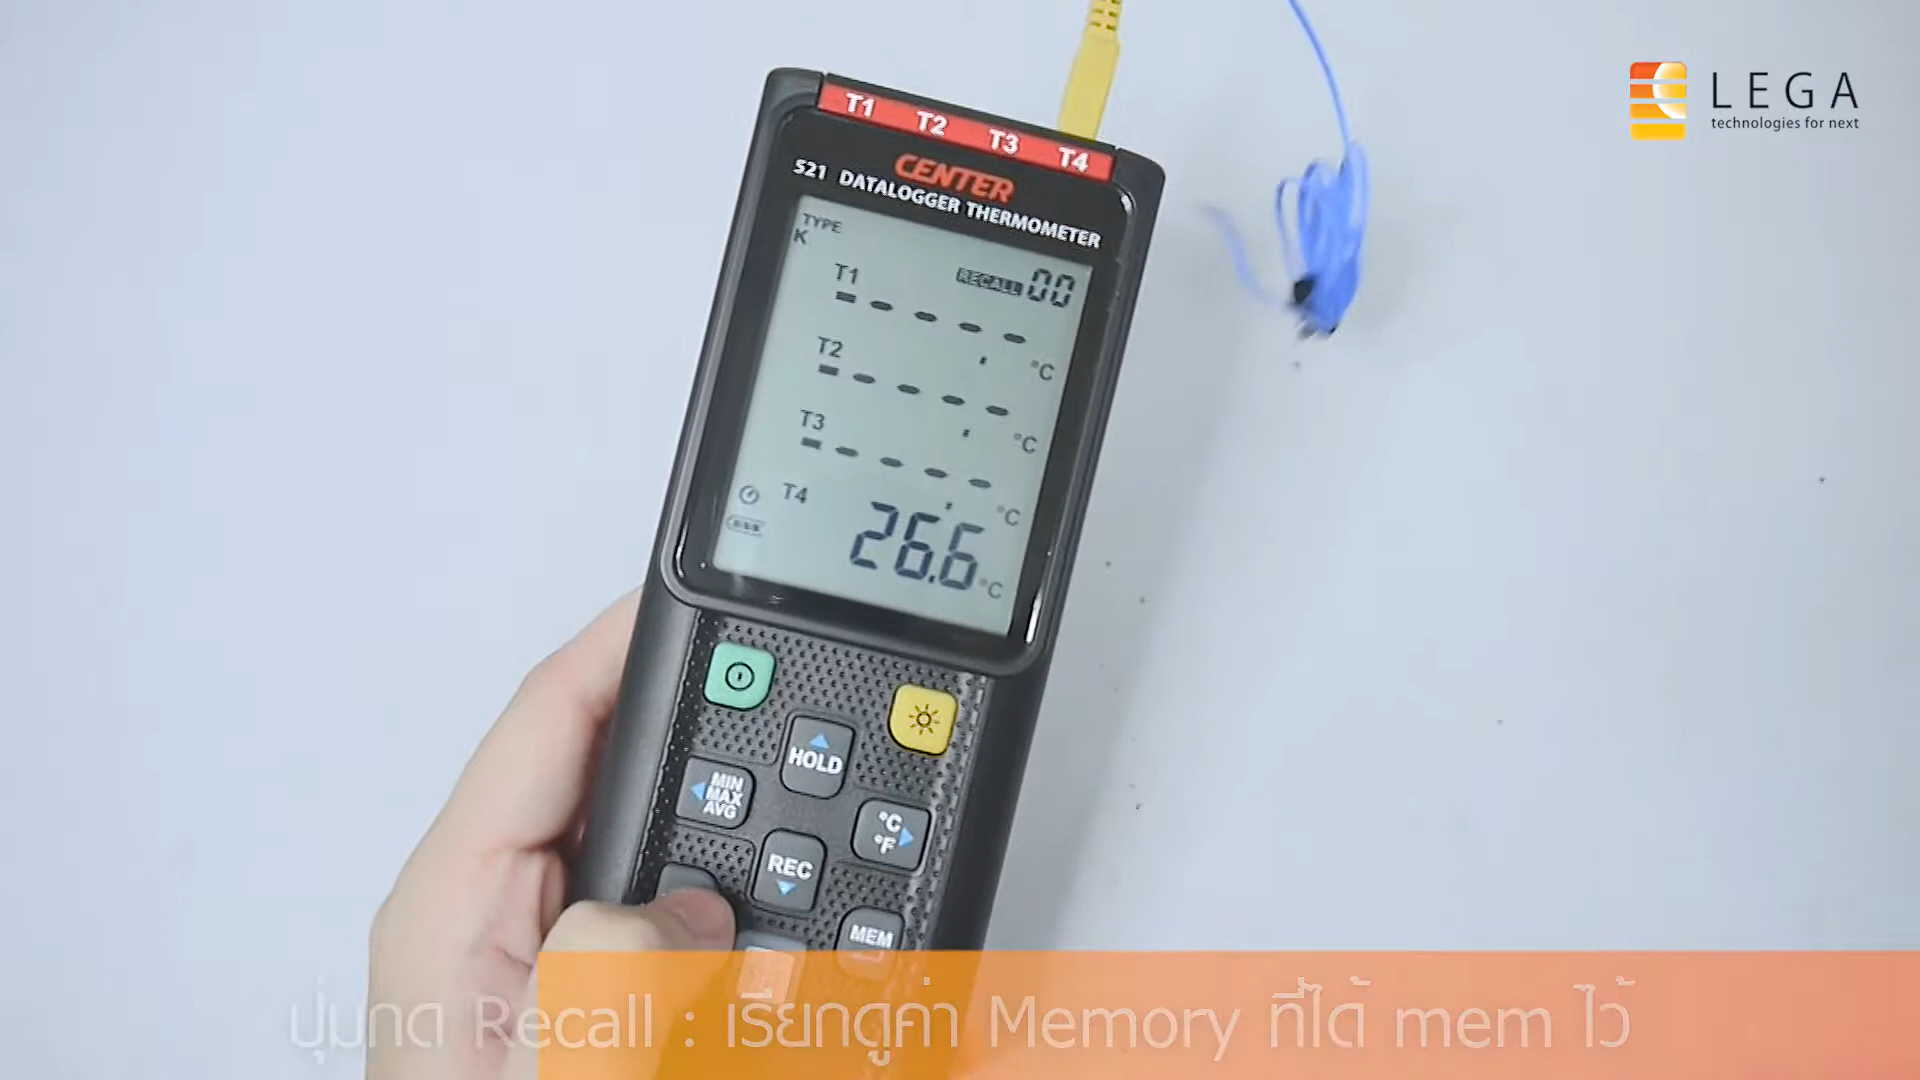 LEGA
technologies for next
T1 T2 T3 T4
CENTER
521 DATALOGGER THERMOMETER
TYPE
K
RECALL 00
T1
-----
°C
T2
-----
°C
T3
-----
°C
T4
26.6 °C
HOLD
MIN
MAX
AVG
°C
°F
REC
MEM
ปุ่มกด Recall : เรียกดูค่า Memory ที่ได้ mem ไว้